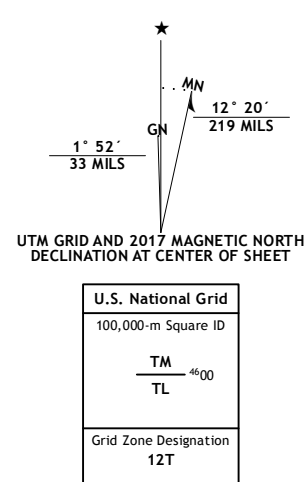 ★
MN
GN
12° 20´
219 MILS
1° 52´
33 MILS
UTM GRID AND 2017 MAGNETIC NORTH
DECLINATION AT CENTER OF SHEET
U.S. National Grid
100,000-m Square ID
TM
4600
TL
Grid Zone Designation
12T